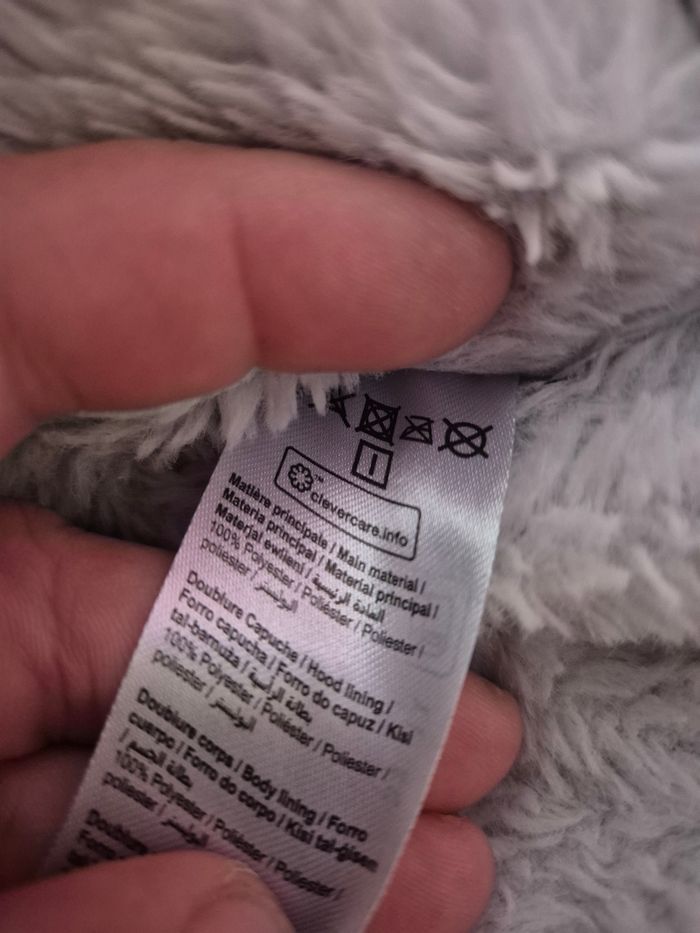 ™
clevercare.info
Matière principale / Main material /
Materia principal / Material principal /
Materjal ewlieni / المادة الرئيسية
100% Polyester / Poliéster / Poliester /
poliester / البوليستر
Doublure Capuche / Hood lining /
Forro capucha / Forro do capuz / Kisi
tal-barnuża / بطانة الرأسية
100% Polyester / Poliéster / Poliester /
poliester / البوليستر
Doublure corps / Body lining / Forro
cuerpo / Forro do corpo / Kisi tal-ġisem
/ بطانة الجسم
100% Polyester / Poliéster / Poliester /
poliester / البوليستر
Doublure